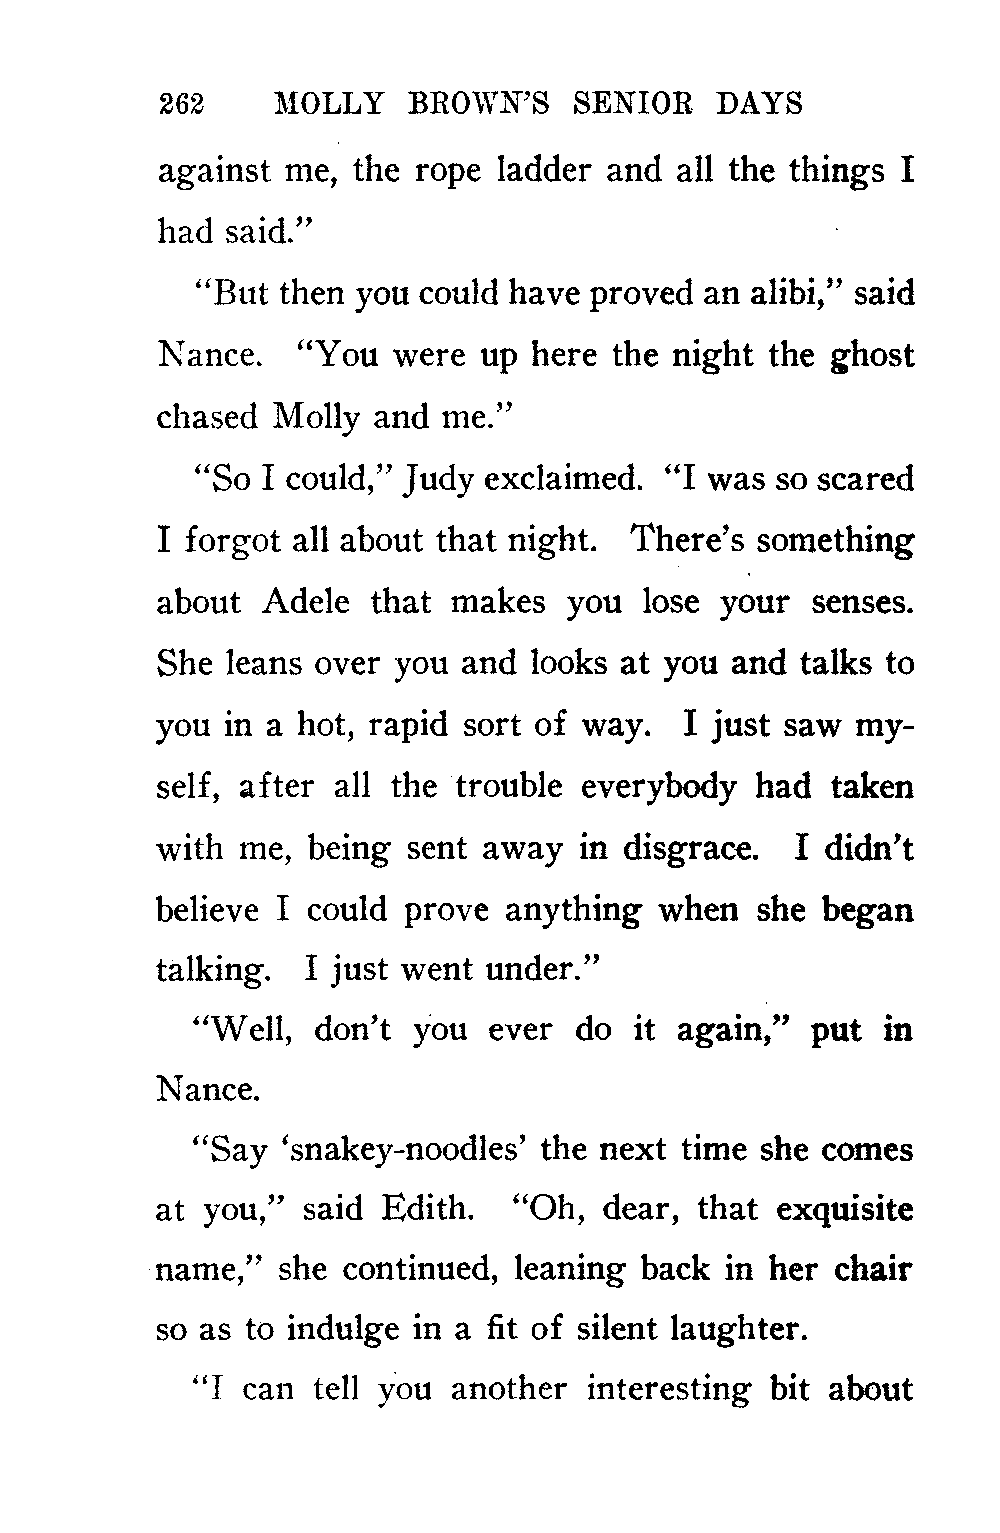 262 MOLLY BROWN'S SENIOR DAYS
against me, the rope ladder and all the things I
had said."
"But then you could have proved an alibi," said
Nance. "You were up here the night the ghost
chased Molly and me."
"So I could," Judy exclaimed. "I was so scared
I forgot all about that night. There's something
about Adele that makes you lose your senses.
She leans over you and looks at you and talks to
you in a hot, rapid sort of way. I just saw my-
self, after all the trouble everybody had taken
with me, being sent away in disgrace. I didn't
believe I could prove anything when she began
talking. I just went under."
"Well, don't you ever do it again," put in
Nance.
"Say 'snakey-noodles' the next time she comes
at you," said Edith. "Oh, dear, that exquisite
name," she continued, leaning back in her chair
so as to indulge in a fit of silent laughter.
"I can tell you another interesting bit about